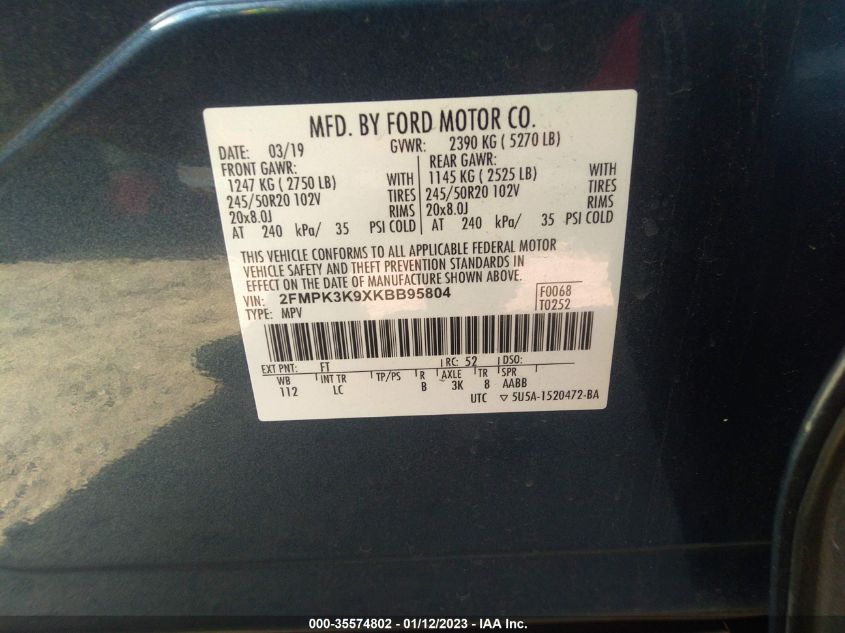 MFD. BY FORD MOTOR CO.
DATE: 03/19 GVWR: 2390 KG ( 5270 LB)
FRONT GAWR: REAR GAWR:
1247 KG ( 2750 LB) WITH 1145 KG ( 2525 LB) WITH
245/50R20 102V TIRES 245/50R20 102V TIRES
20x8.0J RIMS 20x8.0J RIMS
AT 240 kPa/ 35 PSI COLD AT 240 kPa/ 35 PSI COLD
THIS VEHICLE CONFORMS TO ALL APPLICABLE FEDERAL MOTOR
VEHICLE SAFETY AND THEFT PREVENTION STANDARDS IN
EFFECT ON THE DATE OF MANUFACTURE SHOWN ABOVE.
VIN: 2FMPK3K9XKBB95804 F0068
TYPE: MPV T0252
EXT PNT: FT RC: 52 DSO:
WB INT TR TP/PS R AXLE TR SPR
112 LC B 3K 8 AABB
UTC ▽ 5U5A-1520472-BA
000-35574802 - 01/12/2023 - IAA Inc.